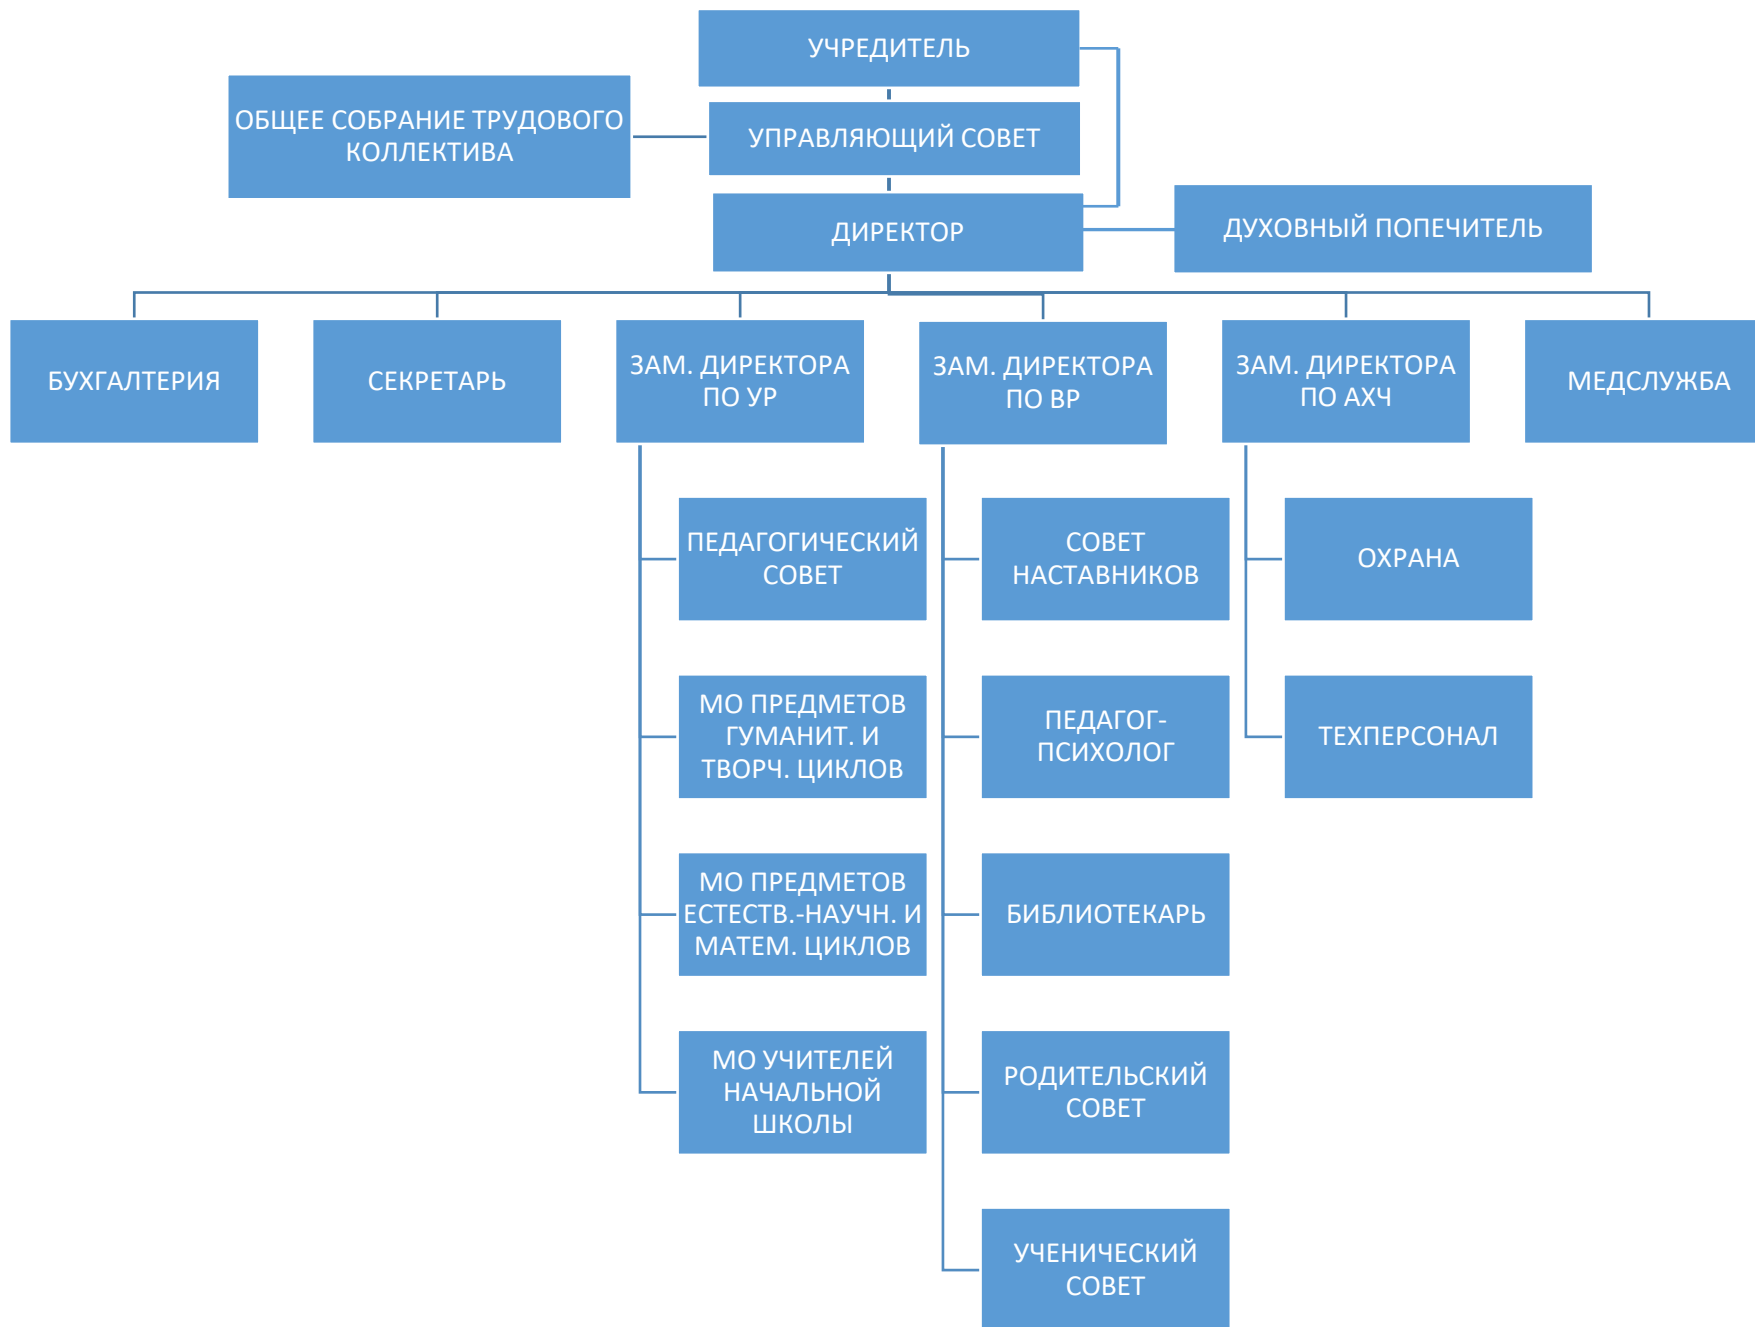 УЧРЕДИТЕЛЬ
ОБЩЕЕ СОБРАНИЕ ТРУДОВОГО
КОЛЛЕКТИВА
УПРАВЛЯЮЩИЙ СОВЕТ
ДИРЕКТОР
ДУХОВНЫЙ ПОПЕЧИТЕЛЬ
БУХГАЛТЕРИЯ
СЕКРЕТАРЬ
ЗАМ. ДИРЕКТОРА
ПО УР
ЗАМ. ДИРЕКТОРА
ПО ВР
ЗАМ. ДИРЕКТОРА
ПО АХЧ
МЕДСЛУЖБА
ПЕДАГОГИЧЕСКИЙ
СОВЕТ
СОВЕТ
НАСТАВНИКОВ
ОХРАНА
МО ПРЕДМЕТОВ
ГУМАНИТ. И
ТВОРЧ. ЦИКЛОВ
ПЕДАГОГ-
ПСИХОЛОГ
ТЕХПЕРСОНАЛ
МО ПРЕДМЕТОВ
ЕСТЕСТВ.-НАУЧН. И
МАТЕМ. ЦИКЛОВ
БИБЛИОТЕКАРЬ
МО УЧИТЕЛЕЙ
НАЧАЛЬНОЙ
ШКОЛЫ
РОДИТЕЛЬСКИЙ
СОВЕТ
УЧЕНИЧЕСКИЙ
СОВЕТ